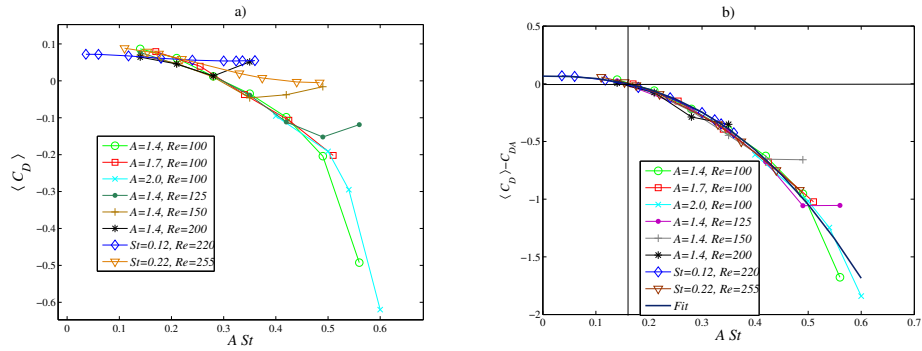 a)
0.1
0
−0.1
−0.2
−0.3
−0.4
−0.5
−0.6
⟨ C_D ⟩
A=1.4, Re=100
A=1.7, Re=100
A=2.0, Re=100
A=1.4, Re=125
A=1.4, Re=150
A=1.4, Re=200
St=0.12, Re=220
St=0.22, Re=255
0 0.1 0.2 0.3 0.4 0.5 0.6
A St
b)
0.5
0
−0.5
−1
−1.5
−2
⟨ C_D ⟩−C_DA
A=1.4, Re=100
A=1.7, Re=100
A=2.0, Re=100
A=1.4, Re=125
A=1.4. Re=150
A=1.4, Re=200
St=0.12, Re=220
St=0.22, Re=255
Fit
0 0.1 0.2 0.3 0.4 0.5 0.6 0.7
A St